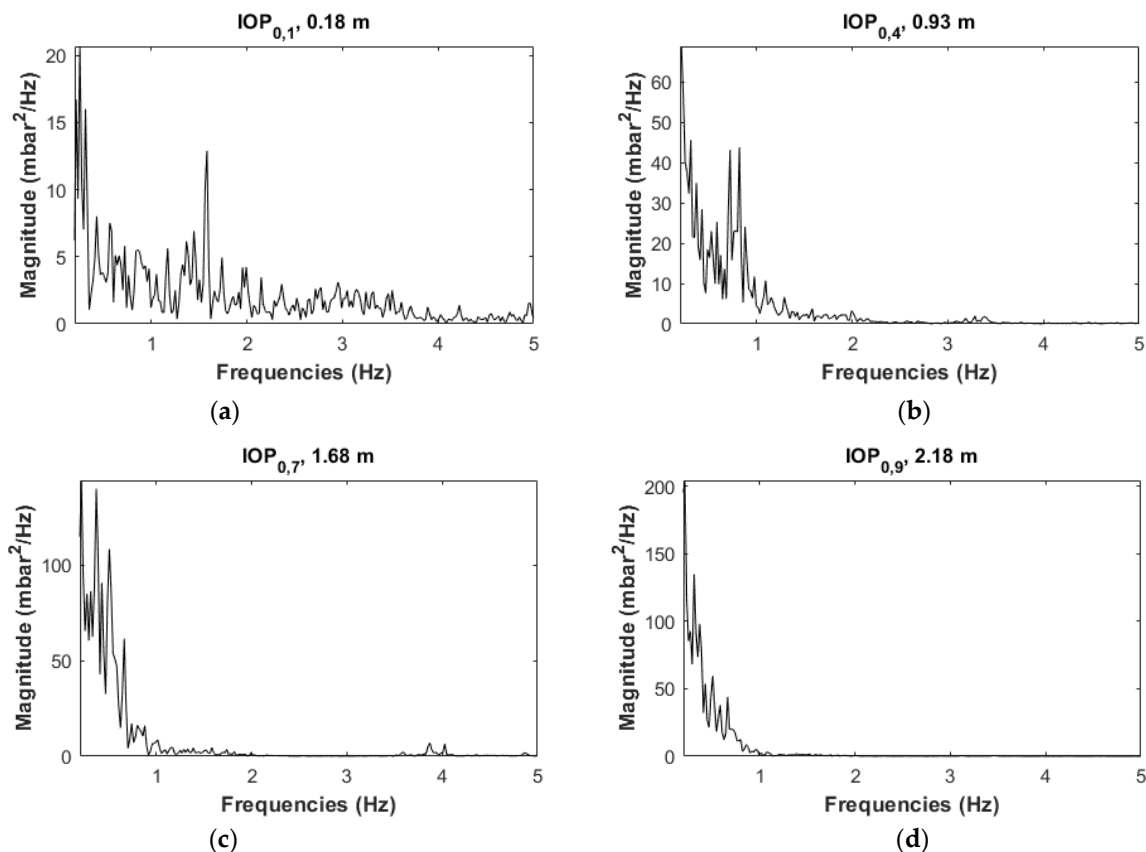 IOP0,1, 0.18 m
Magnitude (mbar2/Hz)
20
15
10
5
0
1 2 3 4 5
Frequencies (Hz)
(a)
IOP0,4, 0.93 m
Magnitude (mbar2/Hz)
60
50
40
30
20
10
0
1 2 3 4 5
Frequencies (Hz)
(b)
IOP0,7, 1.68 m
Magnitude (mbar2/Hz)
100
50
0
1 2 3 4 5
Frequencies (Hz)
(c)
IOP0,9, 2.18 m
Magnitude (mbar2/Hz)
200
150
100
50
0
1 2 3 4 5
Frequencies (Hz)
(d)